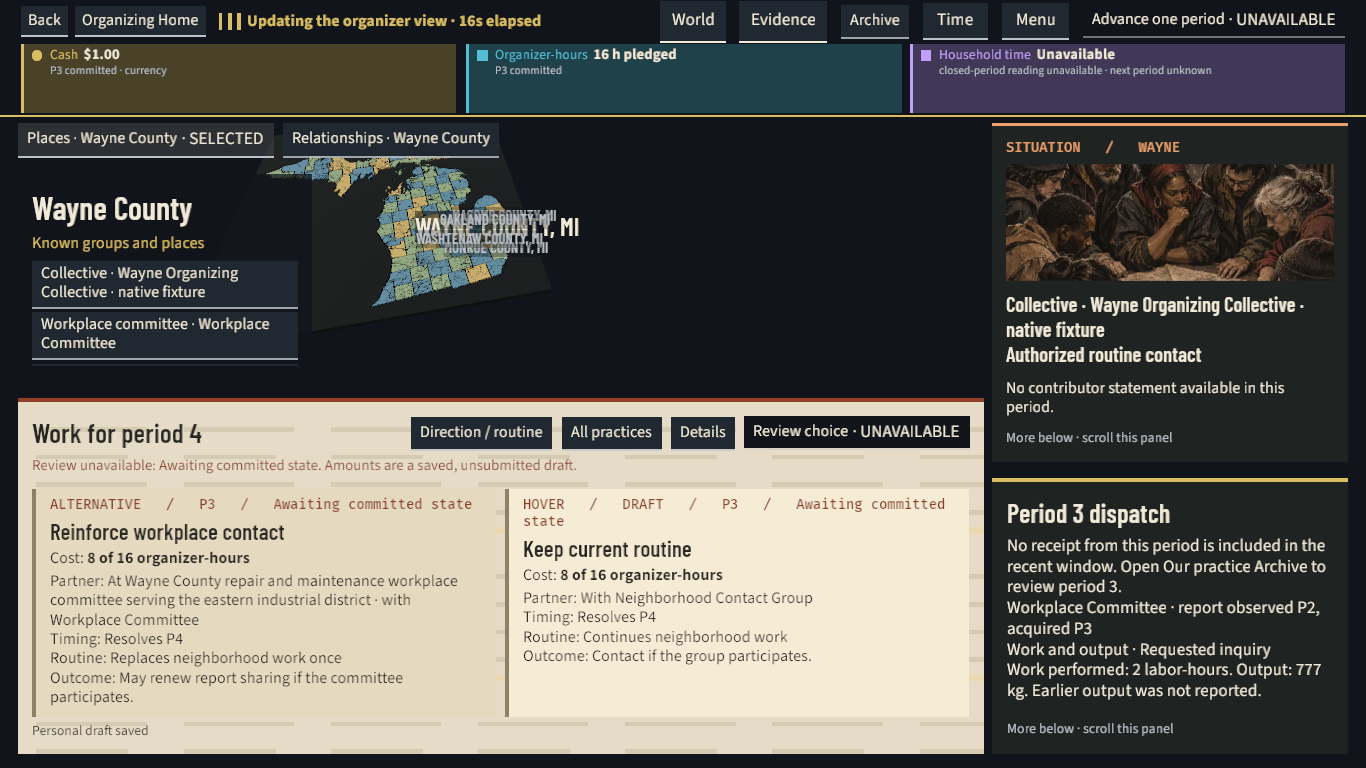 Back
Organizing Home
Updating the organizer view · 16s elapsed
World
Evidence
Archive
Time
Menu
Advance one period · UNAVAILABLE
Cash $1.00
P3 committed · currency
Organizer-hours 16 h pledged
P3 committed
Household time Unavailable
closed-period reading unavailable · next period unknown
Places · Wayne County · SELECTED
Relationships · Wayne County
Wayne County
Known groups and places
Collective · Wayne Organizing
Collective · native fixture
Workplace committee · Workplace
Committee
OAKLAND COUNTY, MI
WAYNE COUNTY, MI
WASHTENAW COUNTY, MI
MONROE COUNTY, MI
SITUATION / WAYNE
Collective · Wayne Organizing Collective ·
native fixture
Authorized routine contact
No contributor statement available in this
period.
More below · scroll this panel
Work for period 4
Direction / routine
All practices
Details
Review choice · UNAVAILABLE
Review unavailable: Awaiting committed state. Amounts are a saved, unsubmitted draft.
ALTERNATIVE / P3 / Awaiting committed state
Reinforce workplace contact
Cost: 8 of 16 organizer-hours
Partner: At Wayne County repair and maintenance workplace
committee serving the eastern industrial district · with
Workplace Committee
Timing: Resolves P4
Routine: Replaces neighborhood work once
Outcome: May renew report sharing if the committee
participates.
HOVER / DRAFT / P3 / Awaiting committed
state
Keep current routine
Cost: 8 of 16 organizer-hours
Partner: With Neighborhood Contact Group
Timing: Resolves P4
Routine: Continues neighborhood work
Outcome: Contact if the group participates.
Personal draft saved
Period 3 dispatch
No receipt from this period is included in the
recent window. Open Our practice Archive to
review period 3.
Workplace Committee · report observed P2,
acquired P3
Work and output · Requested inquiry
Work performed: 2 labor-hours. Output: 777
kg. Earlier output was not reported.
More below · scroll this panel